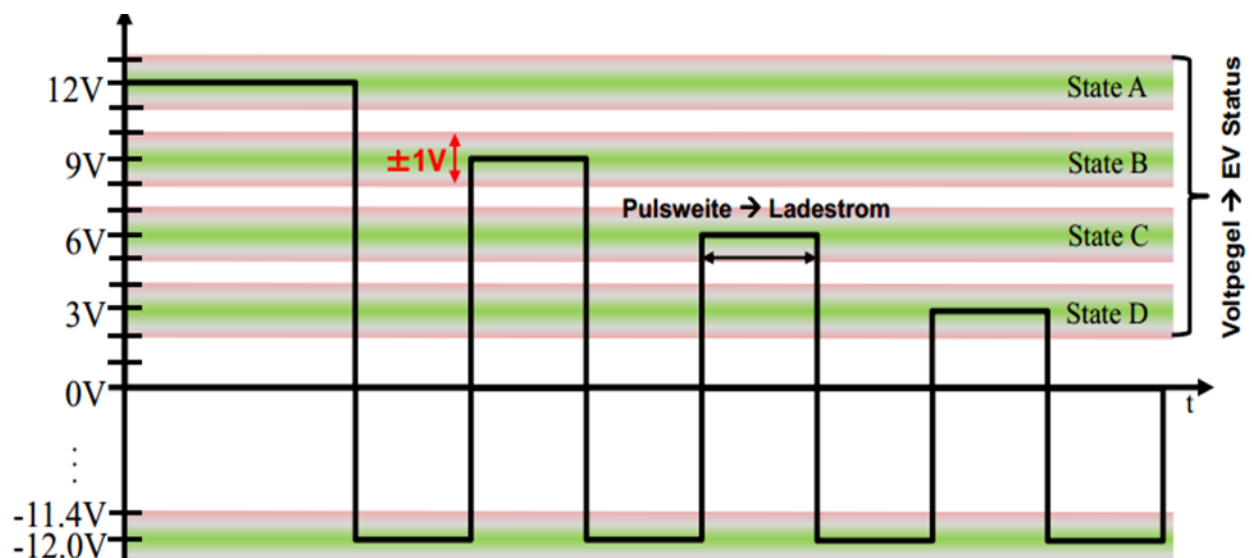 12V
State A
9V
±1V
State B
Pulsweite → Ladestrom
6V
State C
3V
State D
0V
t
⋮
-11.4V
-12.0V
Voltpegel → EV Status